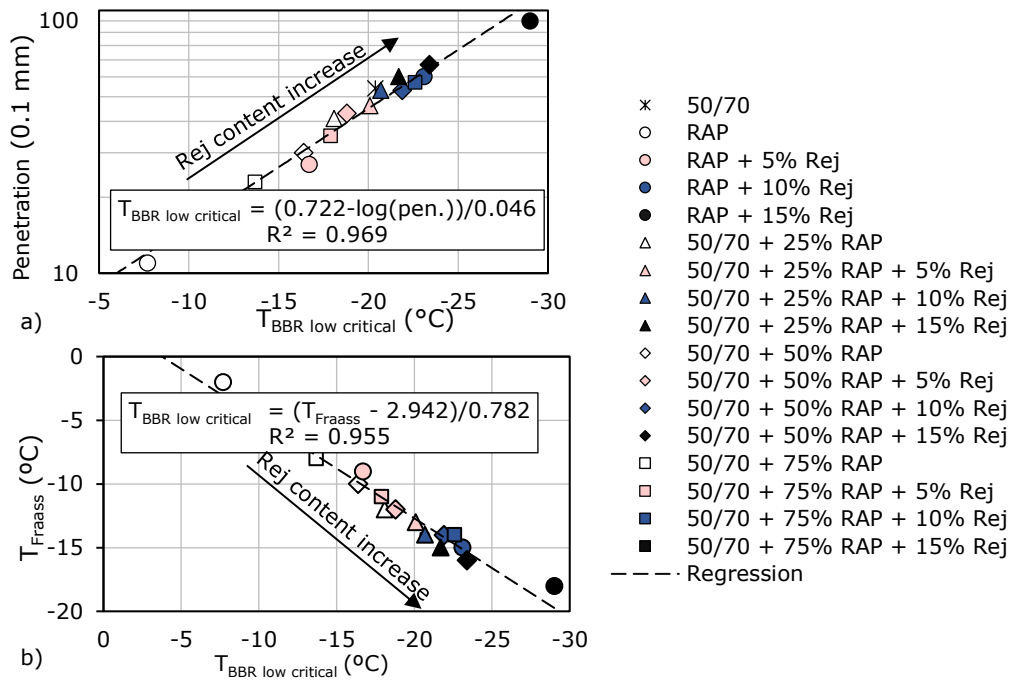 100
10
Penetration (0.1 mm)
Rej content increase
T BBR low critical = (0.722-log(pen.))/0.046
R² = 0.969
-5 -10 -15 -20 -25 -30
a)
T BBR low critical (°C)
0
-5
-10
-15
-20
T Fraass (ºC)
T BBR low critical = (T Fraass - 2.942)/0.782
R² = 0.955
Rej content increase
0 -5 -10 -15 -20 -25 -30
b)
T BBR low critical (ºC)
50/70
RAP
RAP + 5% Rej
RAP + 10% Rej
RAP + 15% Rej
50/70 + 25% RAP
50/70 + 25% RAP + 5% Rej
50/70 + 25% RAP + 10% Rej
50/70 + 25% RAP + 15% Rej
50/70 + 50% RAP
50/70 + 50% RAP + 5% Rej
50/70 + 50% RAP + 10% Rej
50/70 + 50% RAP + 15% Rej
50/70 + 75% RAP
50/70 + 75% RAP + 5% Rej
50/70 + 75% RAP + 10% Rej
50/70 + 75% RAP + 15% Rej
Regression